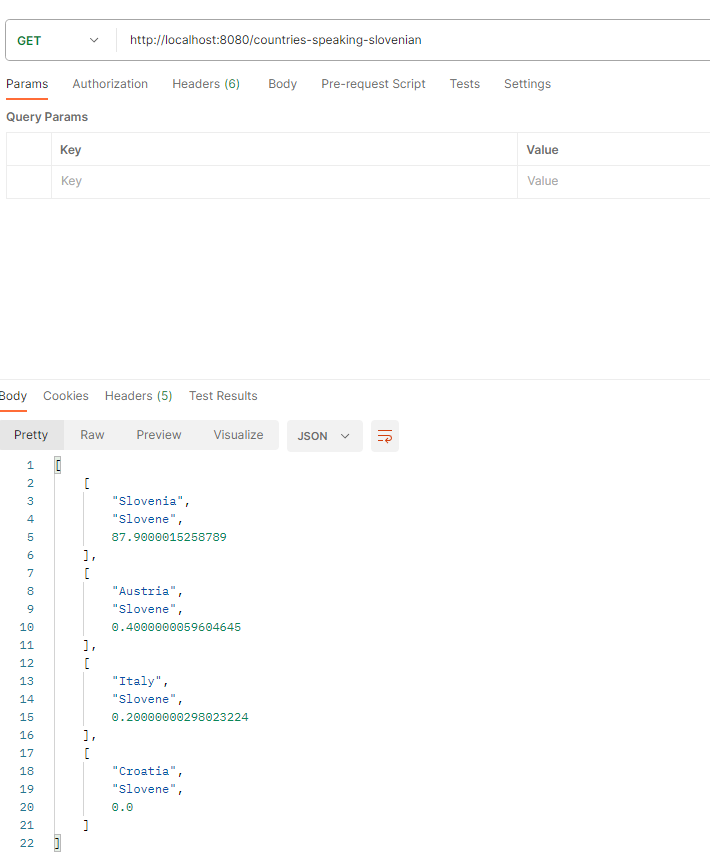 GET http://localhost:8080/countries-speaking-slovenian
Params Authorization Headers (6) Body Pre-request Script Tests Settings
Query Params
Key Value
Key Value
Body Cookies Headers (5) Test Results
Pretty Raw Preview Visualize JSON
1 [
2 [
3 "Slovenia",
4 "Slovene",
5 87.9000015258789
6 ],
7 [
8 "Austria",
9 "Slovene",
10 0.4000000059604645
11 ],
12 [
13 "Italy",
14 "Slovene",
15 0.20000000298023224
16 ],
17 [
18 "Croatia",
19 "Slovene",
20 0.0
21 ]
22 ]